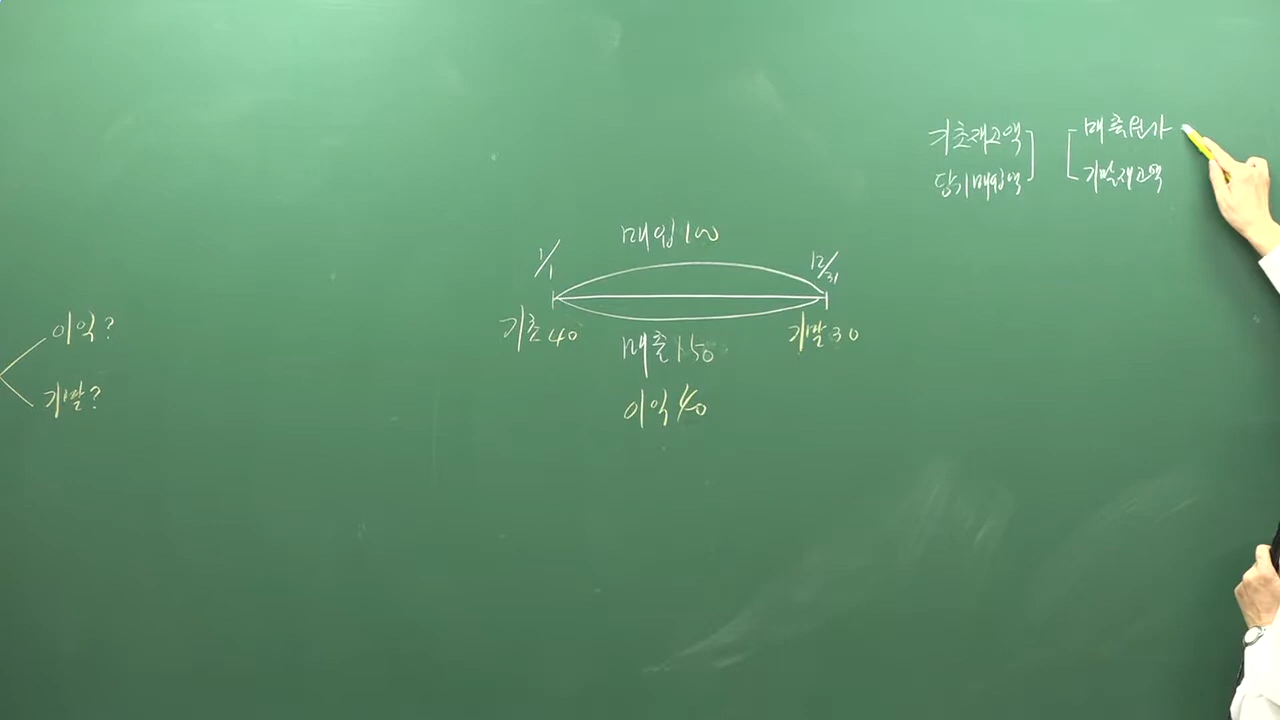 이익?
기말?
매입 100
1/1
12/31
기초 40
기말 30
매출 150
이익 40
기초재고액
당기매입액
매출원가
기말재고액